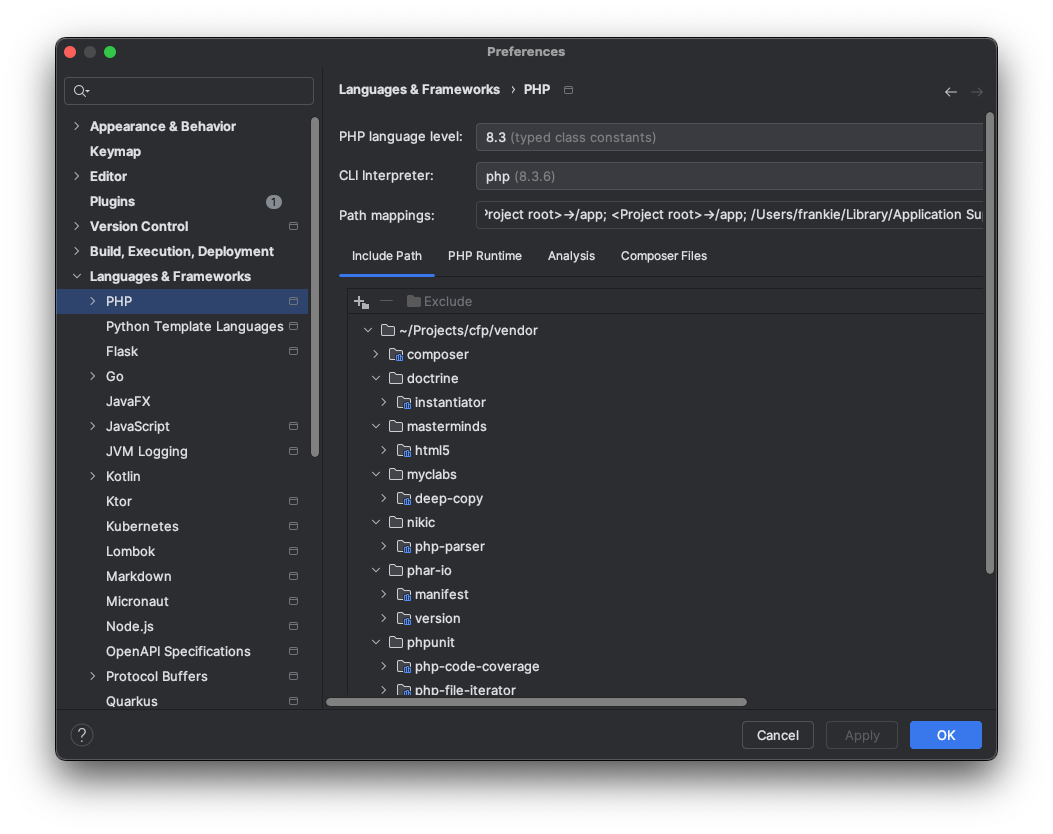 Preferences
Languages & Frameworks › PHP
Appearance & Behavior
Keymap
Editor
Plugins 1
Version Control
Build, Execution, Deployment
Languages & Frameworks
PHP
Python Template Languages
Flask
Go
JavaFX
JavaScript
JVM Logging
Kotlin
Ktor
Kubernetes
Lombok
Markdown
Micronaut
Node.js
OpenAPI Specifications
Protocol Buffers
Quarkus
PHP language level: 8.3 (typed class constants)
CLI Interpreter: php (8.3.6)
Path mappings: Project root>→/app; <Project root>→/app; /Users/frankie/Library/Application Su
Include Path PHP Runtime Analysis Composer Files
Exclude
~/Projects/cfp/vendor
composer
doctrine
instantiator
masterminds
html5
myclabs
deep-copy
nikic
php-parser
phar-io
manifest
version
phpunit
php-code-coverage
php-file-iterator
? Cancel Apply OK